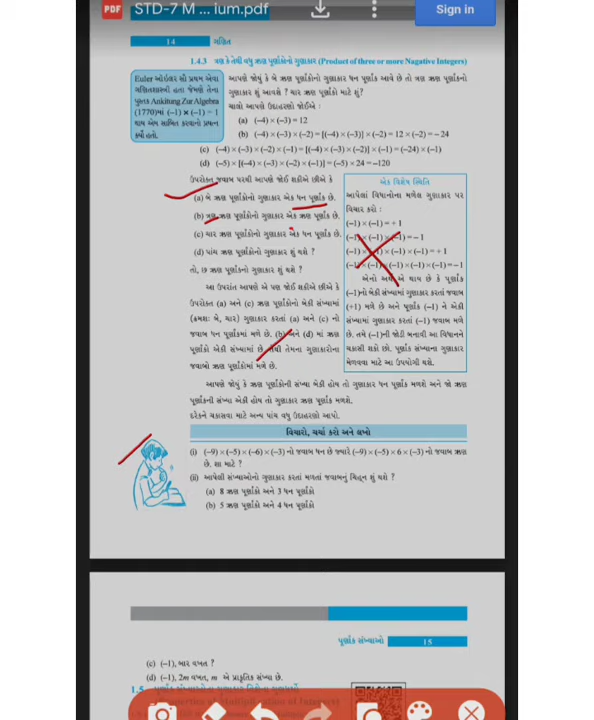 PDF STD-7 M ... ium.pdf Sign in
14 ગણિત
1.4.3 ત્રણ કે તેથી વધુ ઋણ પૂર્ણાંકોનો ગુણાકાર (Product of three or more Nagative Integers)
Euler ઓઇલર સૌ પ્રથમ એવા
ગણિતશાસ્ત્રી હતા જેમણે તેના
પુસ્તક Ankitung Zur Algebra
(1770)માં (–1) × (–1) = 1
થાય એમ સાબિત કરવાનો પ્રયત્ન
કર્યો હતો.
આપણે જોયું કે બે ઋણ પૂર્ણાંકોનો ગુણાકાર ધન પૂર્ણાંક આવે છે તો ત્રણ ઋણ પૂર્ણાંકનો
ગુણાકાર શું આવશે ? ચાર ઋણ પૂર્ણાંકો માટે શું?
ચાલો આપણે ઉદાહરણો જોઈએ :
(a) (–4) × (–3) = 12
(b) (–4) × (–3) × (–2) = [(–4) × (–3)] × (–2) = 12 × (–2) = – 24
(c) (–4) × (–3) × (–2) × (–1) = [(–4) × (–3) × (–2)] × (–1) = (–24) × (–1)
(d) (–5) × [(–4) × (–3) × (–2) × (–1)] = (–5) × 24 = –120
ઉપરોક્ત જવાબ પરથી આપણે જોઈ શકીએ છીએ કે
(a) બે ઋણ પૂર્ણાંકોનો ગુણાકાર એક ધન પૂર્ણાંક છે.
(b) ત્રણ ઋણ પૂર્ણાંકોનો ગુણાકાર એક ઋણ પૂર્ણાંક છે.
(c) ચાર ઋણ પૂર્ણાંકોનો ગુણાકાર એક ધન પૂર્ણાંક છે.
(d) પાંચ ઋણ પૂર્ણાંકોનો ગુણાકાર શું થશે ?
તો, છ ઋણ પૂર્ણાંકનો ગુણાકાર શું થશે ?
આ ઉપરાંત આપણે એ પણ જોઈ શકીએ છીએ કે
ઉપરોક્ત (a) અને (c) ઋણ પૂર્ણાંકોનો બેકી સંખ્યામાં
(ક્રમશઃ બે, ચાર) ગુણાકાર કરતાં (a) અને (c) નો
જવાબ ધન પૂર્ણાંકમાં મળે છે. (b) અને (d) માં ઋણ
પૂર્ણાંકો એકી સંખ્યામાં છે, તેથી તેમના ગુણાકારોના
જવાબો ઋણ પૂર્ણાંકોમાં મળે છે.
એક વિશેષ સ્થિતિ
આપેલાં વિધાનોના મળેલ ગુણાકાર પર
વિચાર કરો :
(–1) × (–1) = + 1
(–1) × (–1) × (–1) = – 1
(–1) × (–1) × (–1) × (–1) = + 1
(–1) × (–1) × (–1) × (–1) × (–1) = – 1
એનો અર્થ એ થાય છે કે પૂર્ણાંક
(–1)નો બેકી સંખ્યામાં ગુણાકાર કરતાં જવાબ
(+1) મળે છે અને પૂર્ણાંક (–1) ને એકી
સંખ્યામાં ગુણાકાર કરતાં (–1) જવાબ મળે
છે. તમે (–1)ની જોડી બનાવી આ વિધાનને
ચકાસી શકો છો. પૂર્ણાંક સંખ્યાના ગુણાકાર
મેળવવા માટે આ ઉપયોગી થશે.
આપણે જોયું કે ઋણ પૂર્ણાંકોની સંખ્યા બેકી હોય તો ગુણાકાર ધન પૂર્ણાંક મળશે અને જો ઋણ
પૂર્ણાંકની સંખ્યા એકી હોય તો ગુણાકાર ઋણ પૂર્ણાંક મળશે.
દરેકને ચકાસવા માટે અન્ય પાંચ વધુ ઉદાહરણો આપો.
વિચારો, ચર્ચા કરો અને લખો
(i) (–9) × (–5) × (–6) × (–3) નો જવાબ ધન છે જ્યારે (–9) × (–5) × 6 × (–3) નો જવાબ ઋણ
છે. શા માટે ?
(ii) આપેલી સંખ્યાઓનો ગુણાકાર કરતાં મળતાં જવાબનું ચિહ્ન શું થશે ?
(a) 8 ઋણ પૂર્ણાંકો અને 3 ધન પૂર્ણાંકો
(b) 5 ઋણ પૂર્ણાંકો અને 4 ધન પૂર્ણાંકો
પૂર્ણાંક સંખ્યાઓ 15
(c) (–1), બાર વખત ?
(d) (–1), 2m વખત, m એ પ્રાકૃતિક સંખ્યા છે.
1.5 પૂર્ણાંક સંખ્યાઓના ગુણાકાર વિશેના ગુણધર્મો